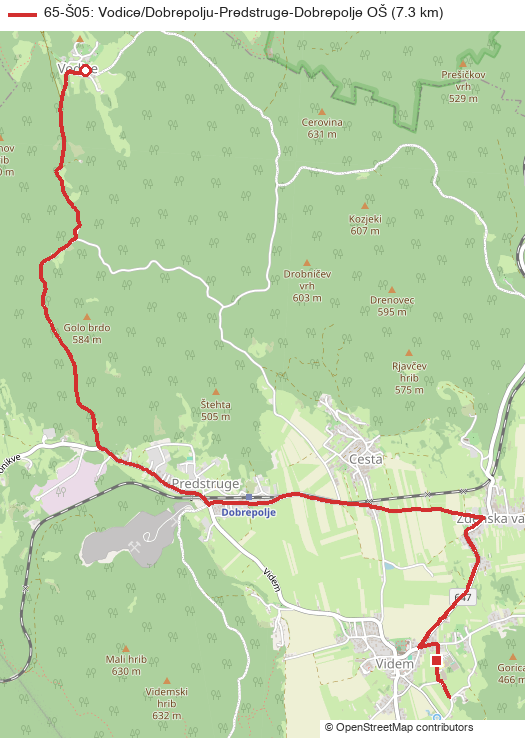 65-Š05: Vodice/Dobrepolju-Predstruge-Dobrepolje OŠ (7.3 km)
Prešičkov
vrh
529 m
Cerovina
631 m
Kozjeki
607 m
Drobničev
vrh
603 m
Drenovec
595 m
Golo brdo
584 m
Rjavčev
hrib
575 m
Štehta
505 m
Cesta
Predstruge
Dobrepolje
Videm
Videm
Mali hrib
630 m
Videmski
hrib
632 m
466 m
© OpenStreetMap contributors